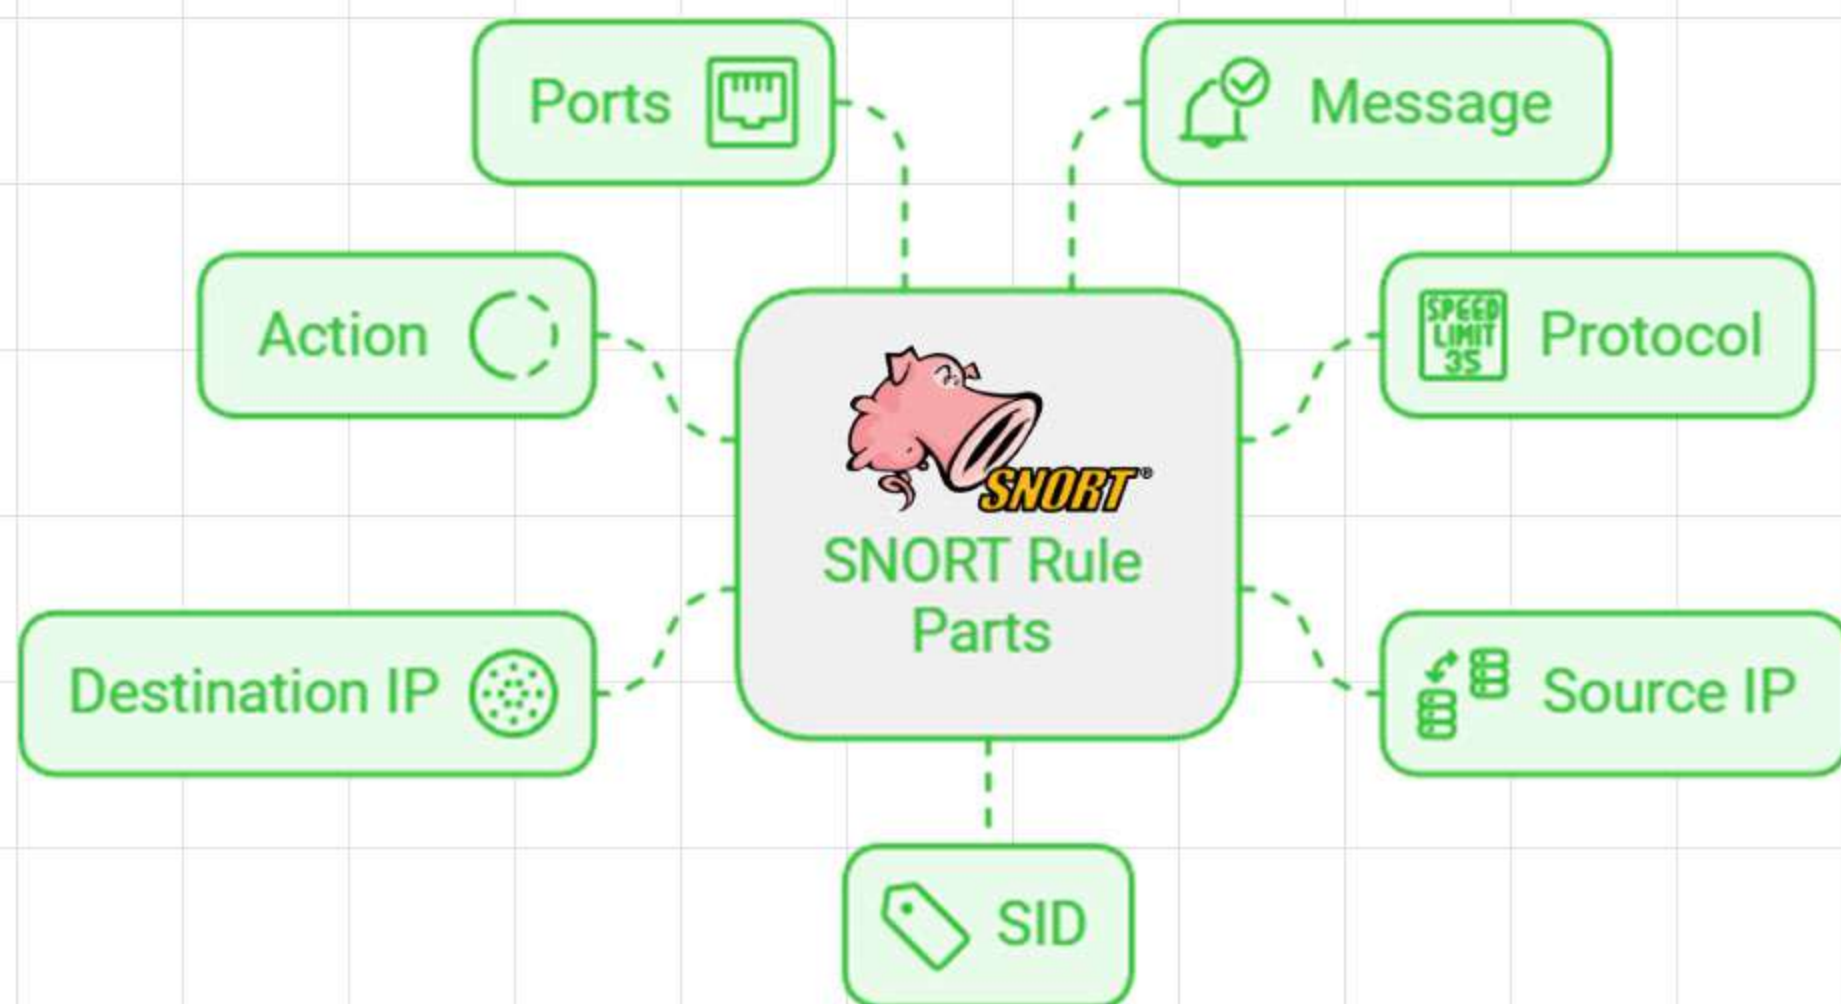 Ports
Message
Action
SPEED
LIMIT
35
Protocol
SNORT®
SNORT Rule
Parts
Destination IP
Source IP
SID